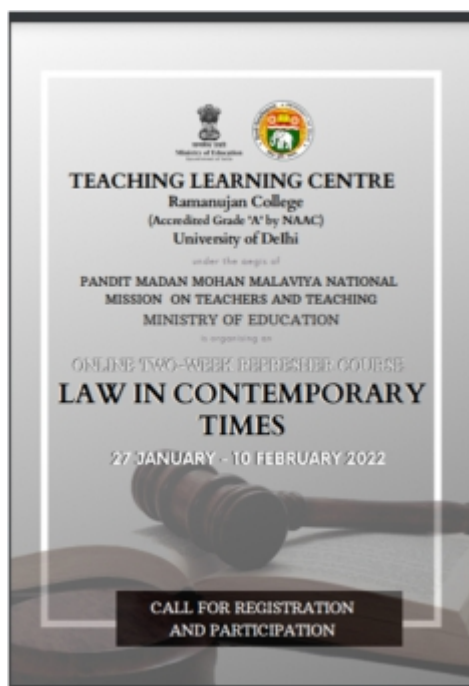 Ministry of Education
TEACHING LEARNING CENTRE
Ramanujan College
(Accredited Grade "A" by NAAC)
University of Delhi
under the aegis of
PANDIT MADAN MOHAN MALAVIYA NATIONAL
MISSION ON TEACHERS AND TEACHING
MINISTRY OF EDUCATION
is organising an
ONLINE TWO-WEEK REFRESHER COURSE
LAW IN CONTEMPORARY
TIMES
27 JANUARY - 10 FEBRUARY 2022
CALL FOR REGISTRATION
AND PARTICIPATION